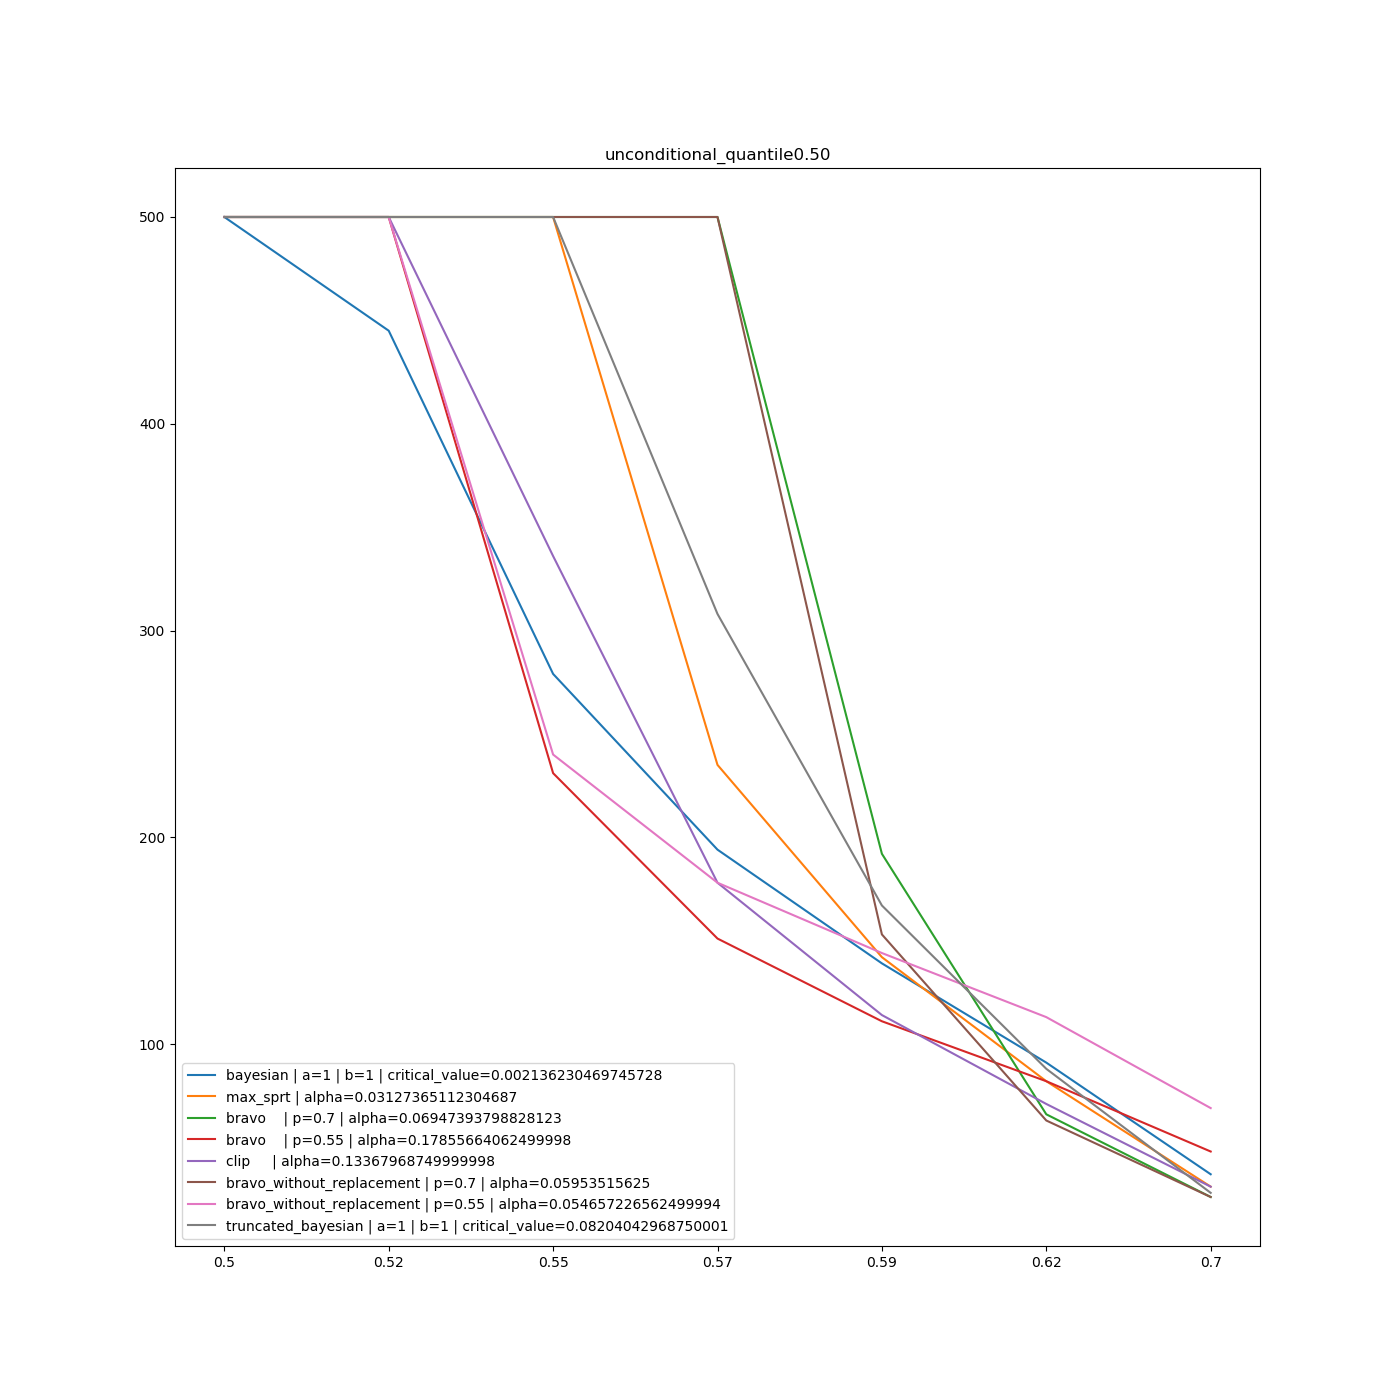 unconditional_quantile0.50
500
400
300
200
100
bayesian | a=1 | b=1 | critical_value=0.002136230469745728
max_sprt | alpha=0.03127365112304687
bravo    | p=0.7 | alpha=0.06947393798828123
bravo    | p=0.55 | alpha=0.17855664062499998
clip     | alpha=0.13367968749999998
bravo_without_replacement | p=0.7 | alpha=0.05953515625
bravo_without_replacement | p=0.55 | alpha=0.054657226562499994
truncated_bayesian | a=1 | b=1 | critical_value=0.08204042968750001
0.5 0.52 0.55 0.57 0.59 0.62 0.7